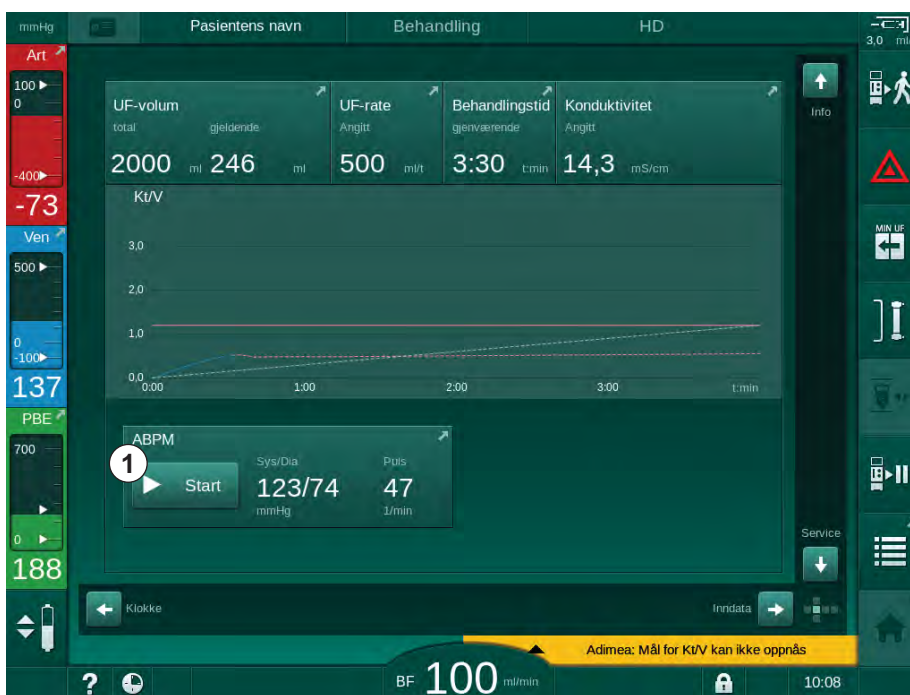 mmHg Pasientens navn Behandling HD
3,0 ml
Art
100
0
-400
-73
Ven
500
0
-100
137
PBE
700
0
188
UF-volum
total gjeldende
2000 ml 246 ml
UF-rate
Angitt
500 ml/t
Behandlingstid
gjenværende
3:30 t:min
Konduktivitet
Angitt
14,3 mS/cm
Info
MIN UF
Kt/V
3,0
2,0
1,0
0,0
0:00 1:00 2:00 3:00 t:min
ABPM
1
Start
Sys/Dia
123/74
mmHg
Puls
47
1/min
Service
Klokke Inndata
Adimea: Mål for Kt/V kan ikke oppnås
? BF 100 ml/min 10:08